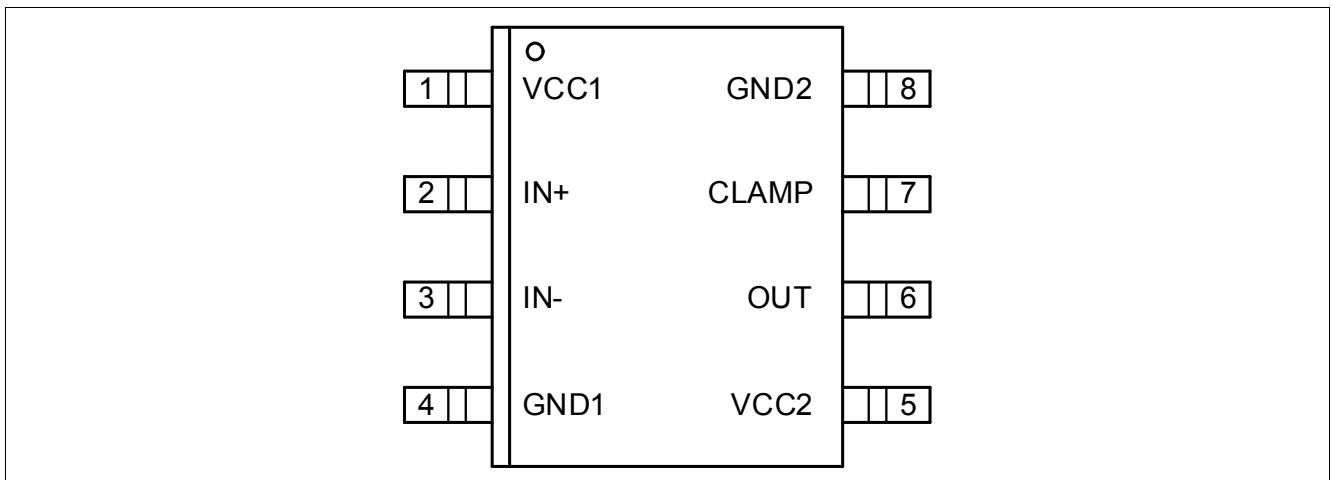 1 VCC1 GND2 8
2 IN+ CLAMP 7
3 IN- OUT 6
4 GND1 VCC2 5